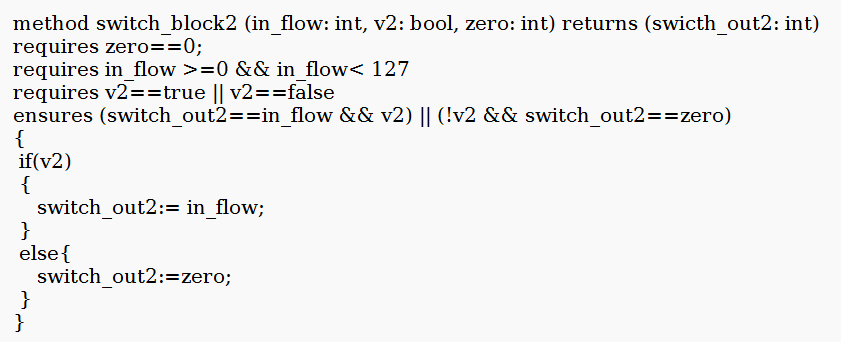 method switch_block2 (in_flow: int, v2: bool, zero: int) returns (swicth_out2: int)
requires zero==0;
requires in_flow >=0 && in_flow< 127
requires v2==true || v2==false
ensures (switch_out2==in_flow && v2) || (!v2 && switch_out2==zero)
{
if(v2)
{
switch_out2:= in_flow;
}
else{
switch_out2:=zero;
}
}